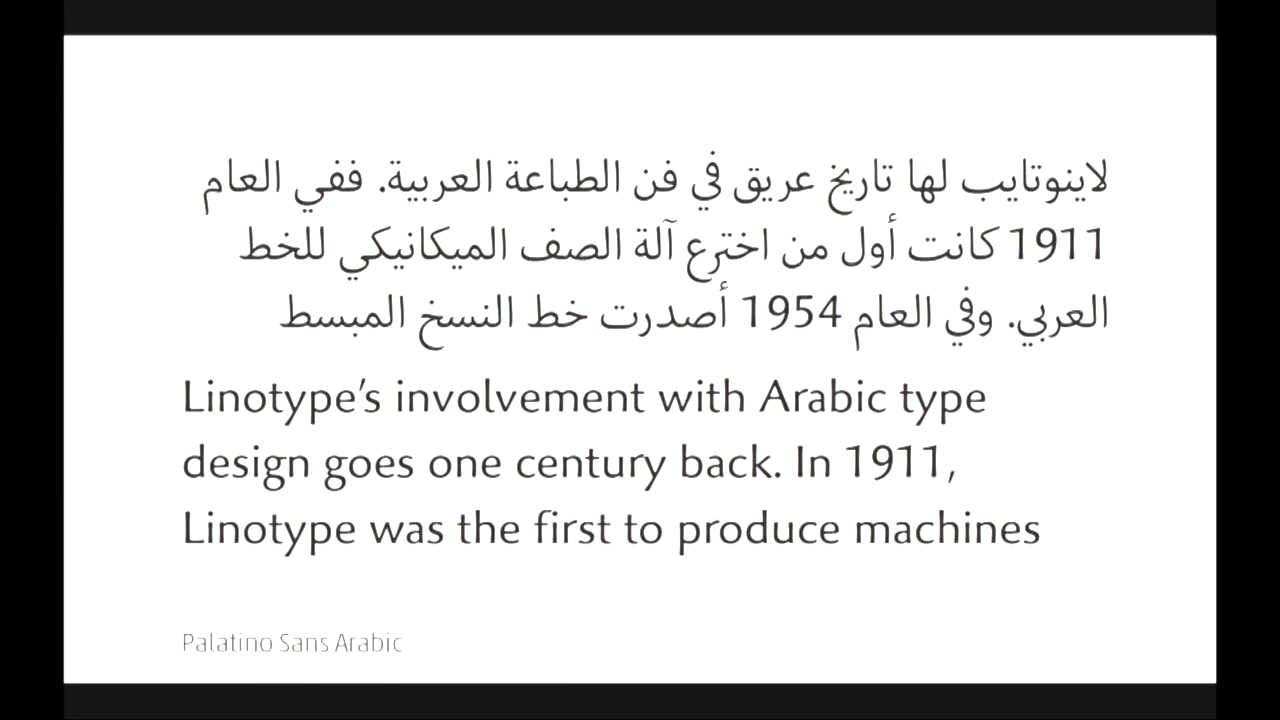 لاينوتايب لها تاريخ عريق في فن الطباعة العربية. ففي العام
1911 كانت أول من اخترع آلة الصف الميكانيكي للخط
العربي. وفي العام 1954 أصدرت خط النسخ المبسط
Linotype’s involvement with Arabic type
design goes one century back. In 1911,
Linotype was the first to produce machines
Palatino Sans Arabic